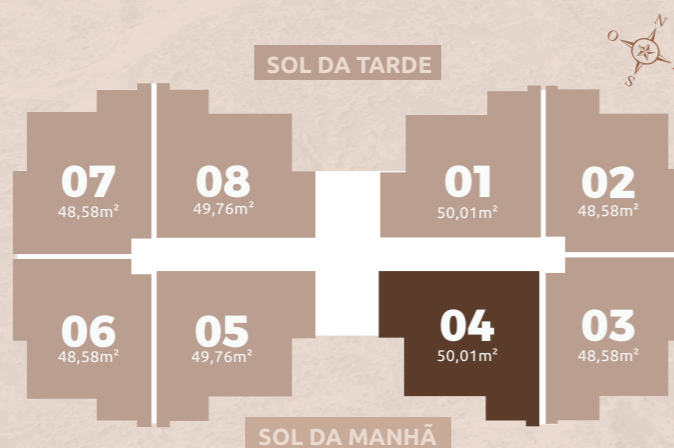 N
O
S
SOL DA TARDE
07
48,58m²
08
49,76m²
01
50,01m²
02
48,58m²
06
48,58m²
05
49,76m²
04
50,01m²
03
48,58m²
SOL DA MANHÃ